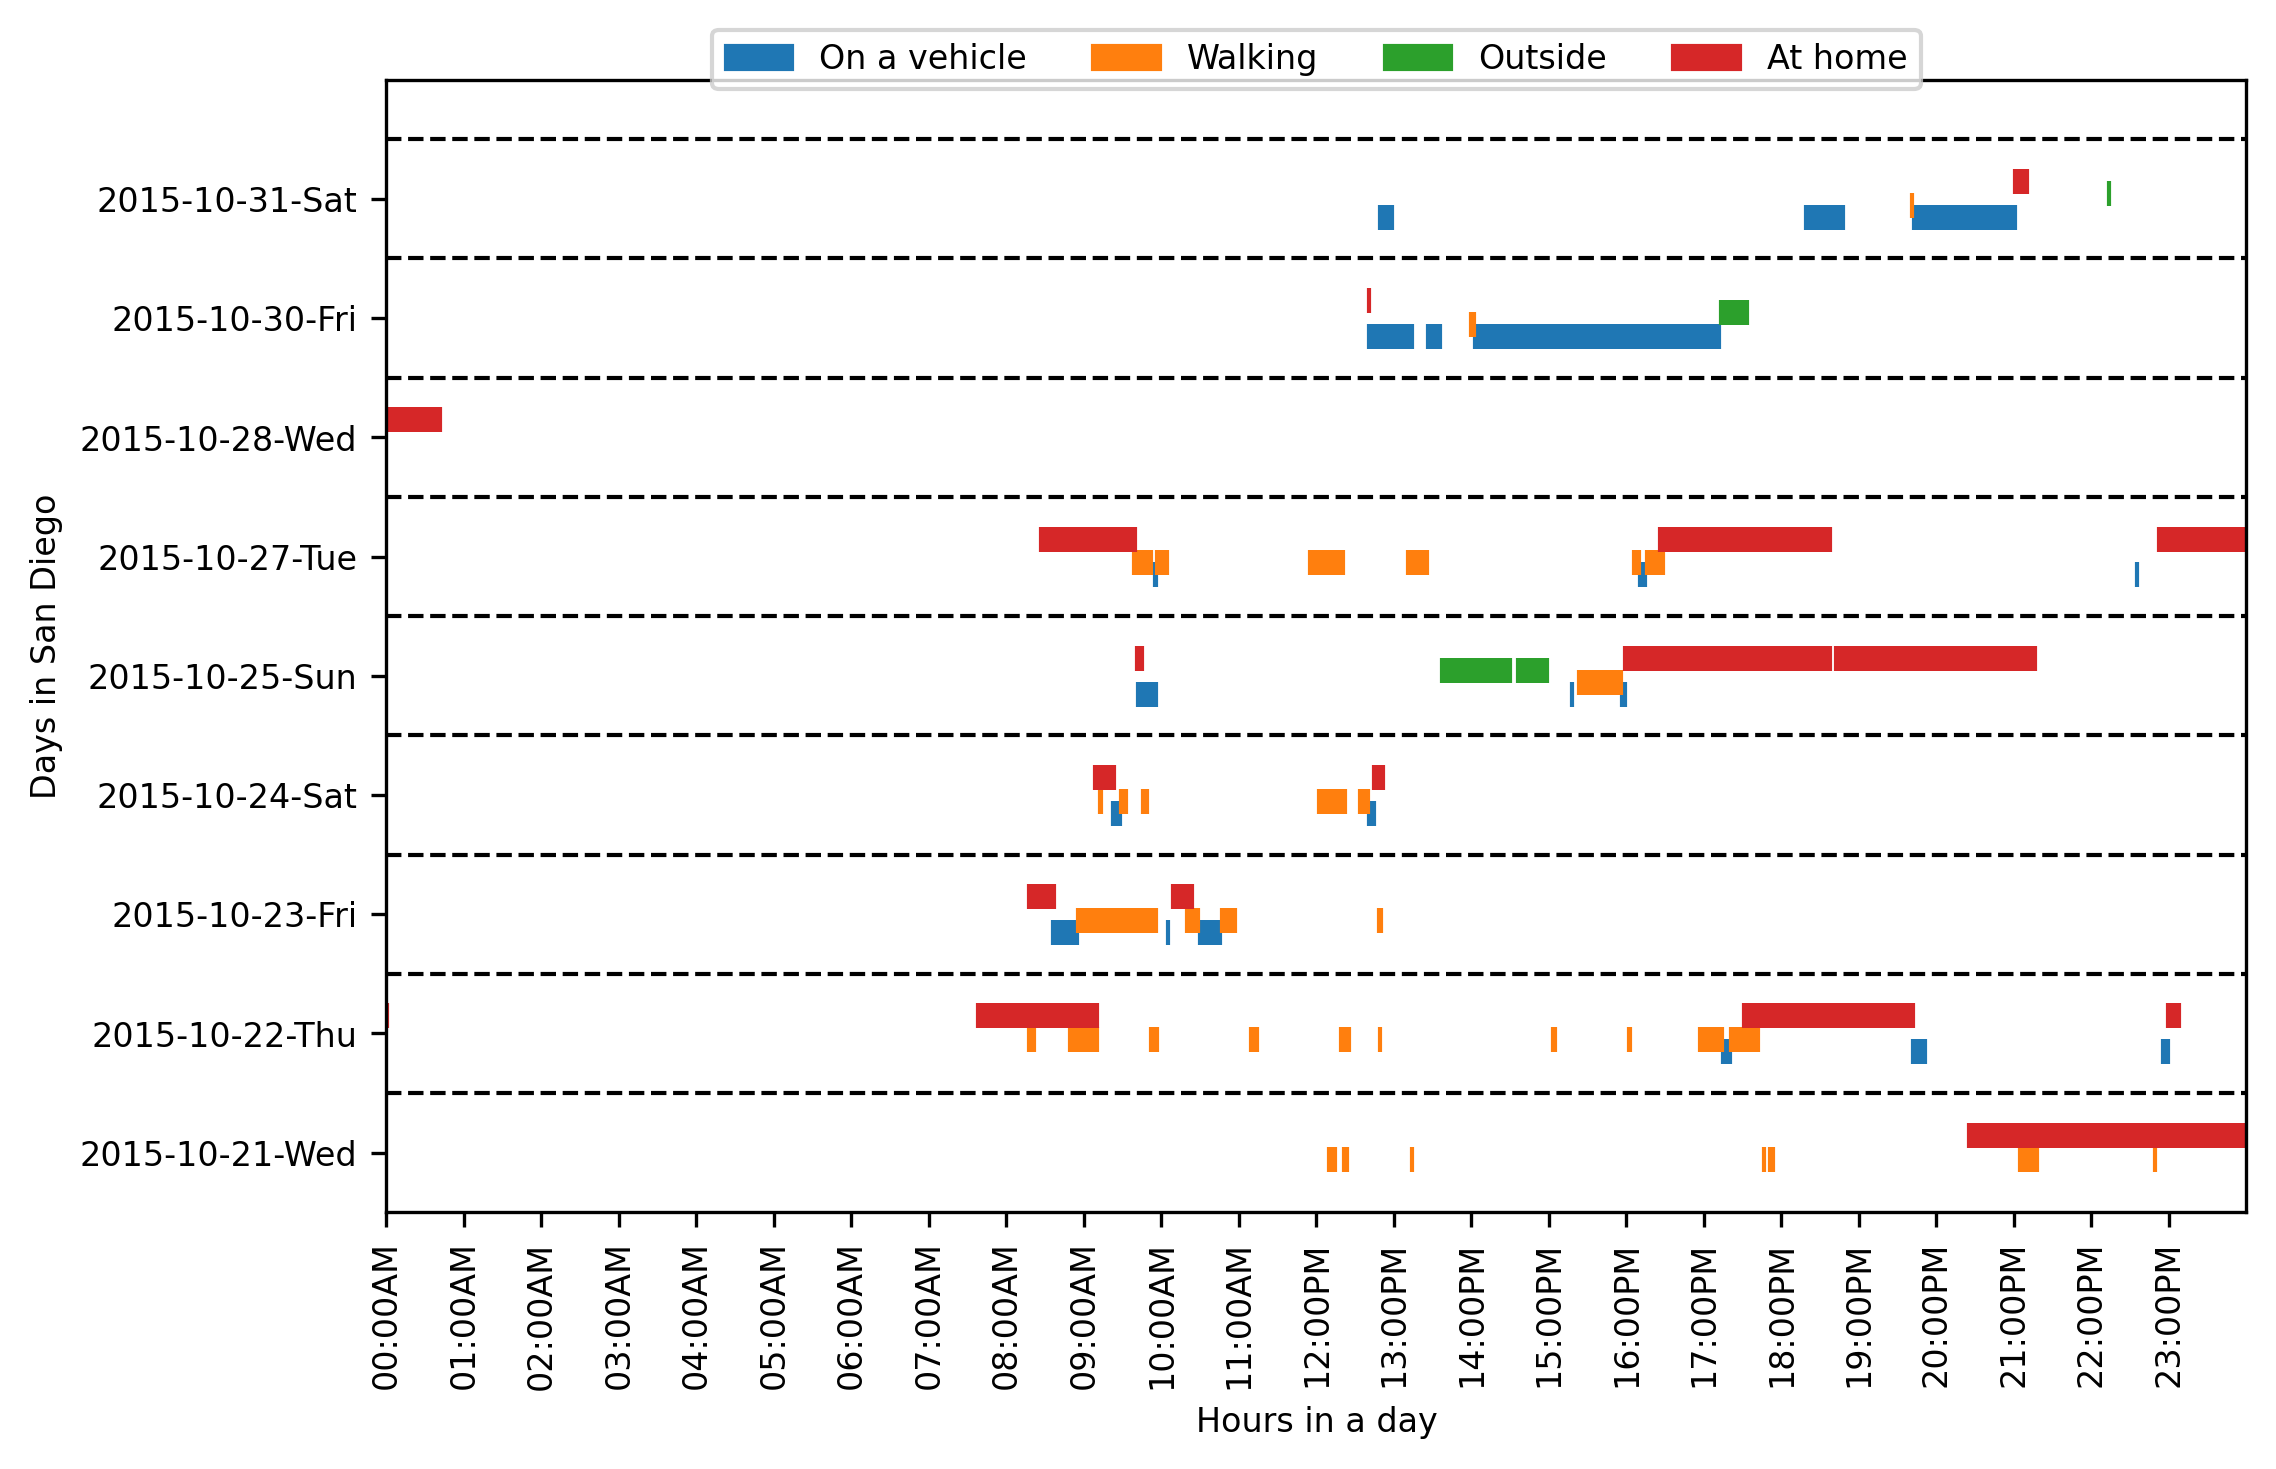 On a vehicle Walking Outside At home
2015-10-31-Sat
2015-10-30-Fri
2015-10-28-Wed
2015-10-27-Tue
2015-10-25-Sun
2015-10-24-Sat
2015-10-23-Fri
2015-10-22-Thu
2015-10-21-Wed
Days in San Diego
00:00AM
01:00AM
02:00AM
03:00AM
04:00AM
05:00AM
06:00AM
07:00AM
08:00AM
09:00AM
10:00AM
11:00AM
12:00PM
13:00PM
14:00PM
15:00PM
16:00PM
17:00PM
18:00PM
19:00PM
20:00PM
21:00PM
22:00PM
23:00PM
Hours in a day